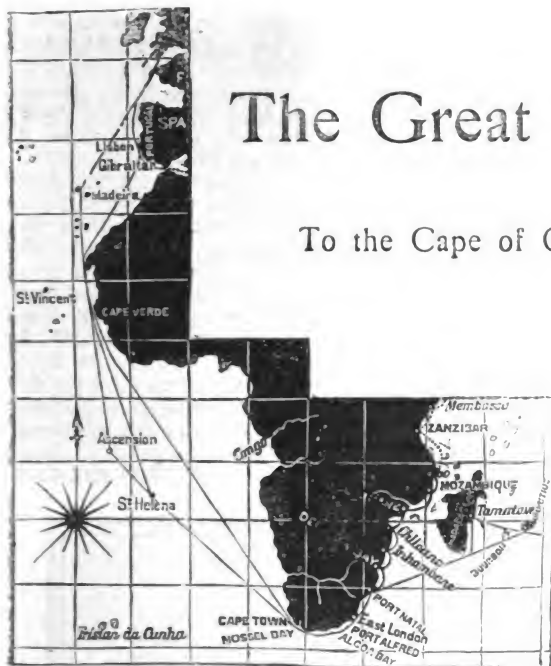 The Great
To the Cape of
SPA
PORTUGAL
Lisbon
Gibraltar
Madeira
St Vincent
CAPE VERDE
Ascension
St Helena
Congo
Mombasa
ZANZIBAR
MOZAMBIQUE
Tamatave
Chiloane
Inhambane
PORT NATAL
East London
PORT ALFRED
ALGOA BAY
CAPE TOWN
MOSSEL BAY
Tristan da Cunha